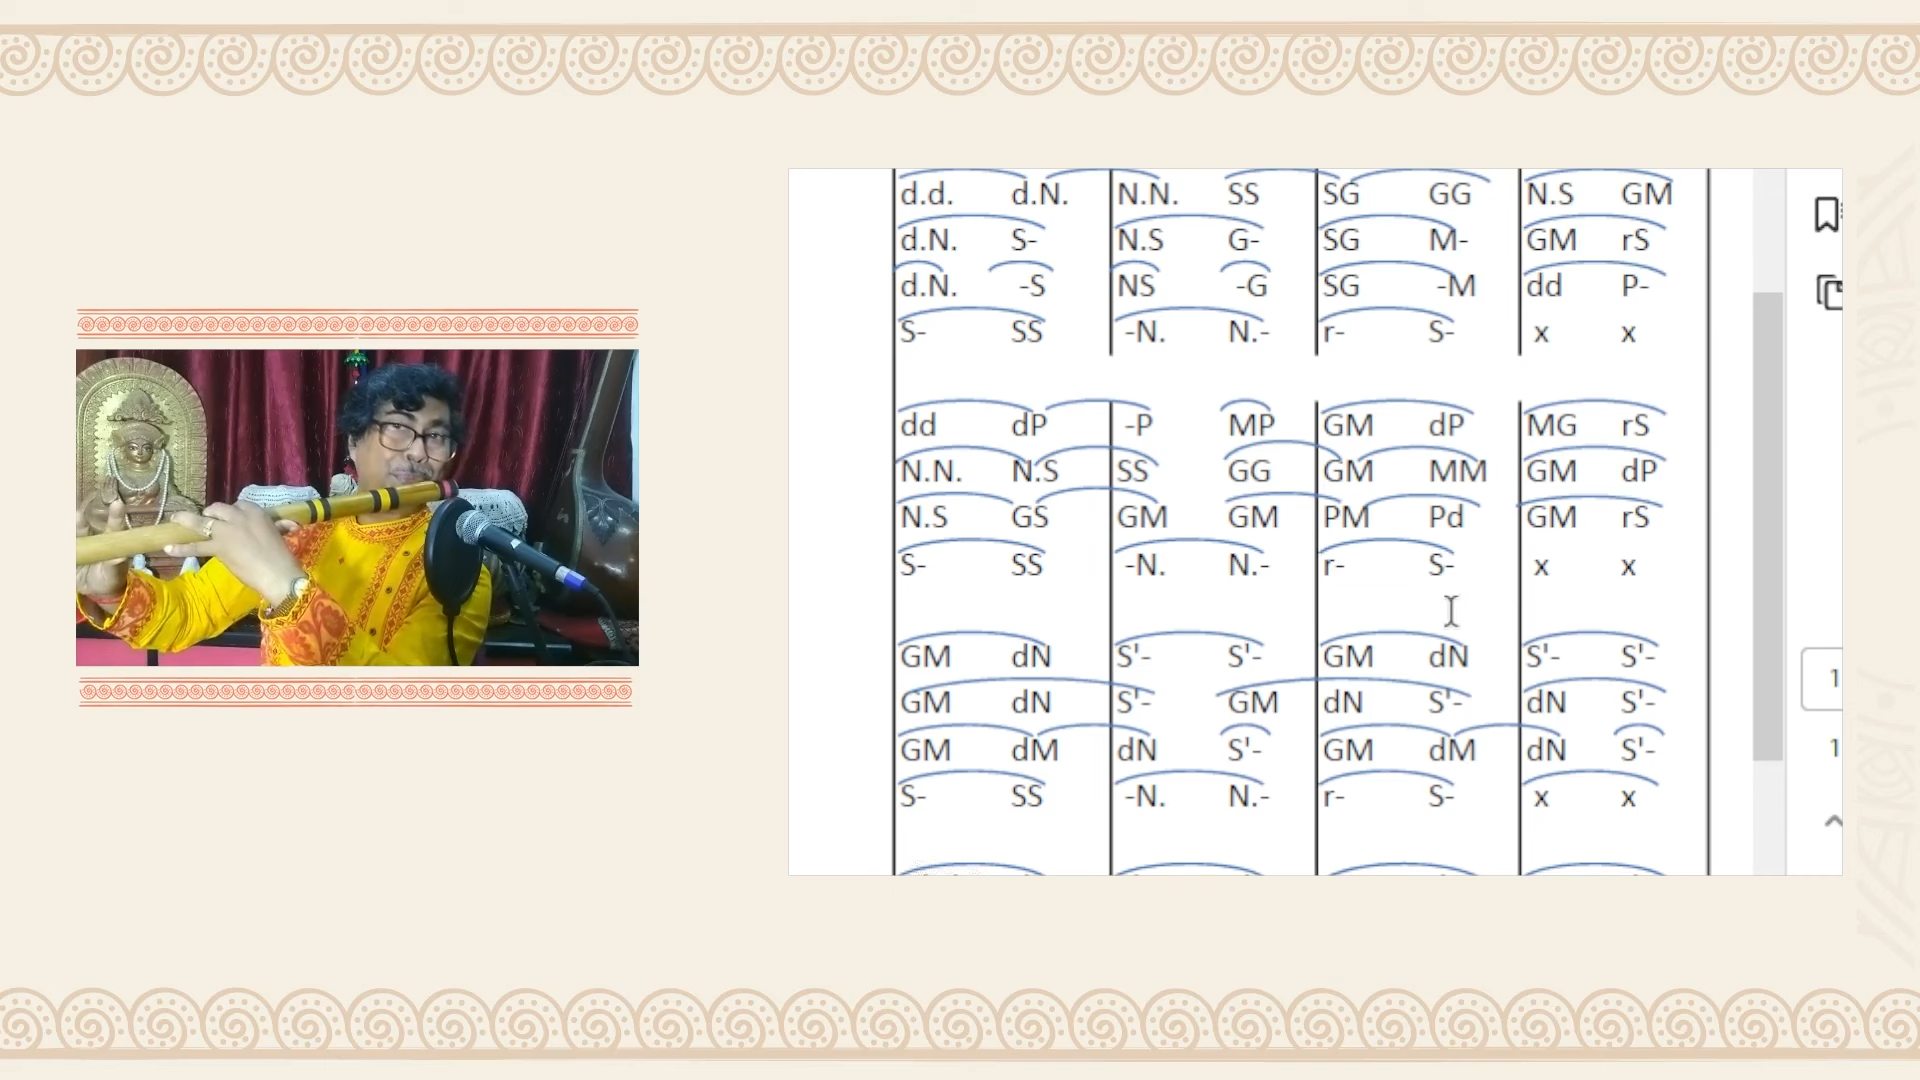 d.d. d.N. N.N. SS SG GG N.S GM
d.N. S- N.S G- SG M- GM rS
d.N. -S NS -G SG -M dd P-
S- SS -N. N.- r- S- x x
dd dP -P MP GM dP MG rS
N.N. N.S SS GG GM MM GM dP
N.S GS GM GM PM Pd GM rS
S- SS -N. N.- r- S- x x
GM dN S'- S'- GM dN S'- S'-
GM dN S'- GM dN S'- dN S'-
GM dM dN S'- GM dM dN S'-
S- SS -N. N.- r- S- x x
1
1